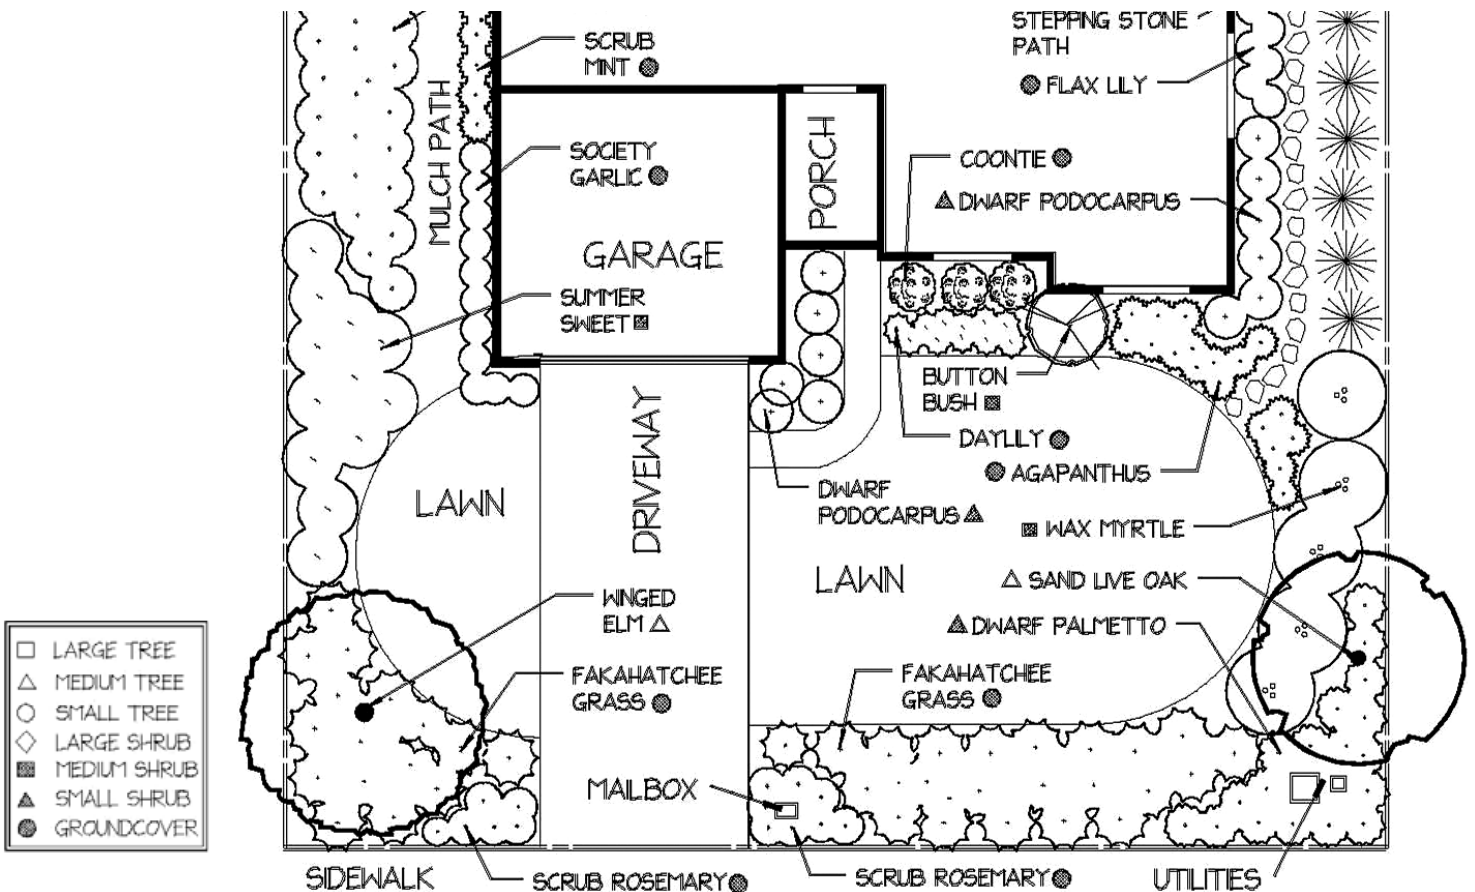 STEPPING STONE
PATH
SCRUB
MINT
FLAX LILY
MULCH PATH
SOCIETY
GARLIC
PORCH
COONTIE
DWARF PODOCARPUS
GARAGE
SUMMER
SWEET
BUTTON
BUSH
DAYLILY
AGAPANTHUS
DRIVEWAY
LAWN
DWARF
PODOCARPUS
WAX MYRTLE
LAWN
SAND LIVE OAK
WINGED
ELM
DWARF PALMETTO
FAKAHATCHEE
GRASS
FAKAHATCHEE
GRASS
LARGE TREE
MEDIUM TREE
SMALL TREE
LARGE SHRUB
MEDIUM SHRUB
SMALL SHRUB
GROUNDCOVER
MAILBOX
SIDEWALK
SCRUB ROSEMARY
SCRUB ROSEMARY
UTILITIES